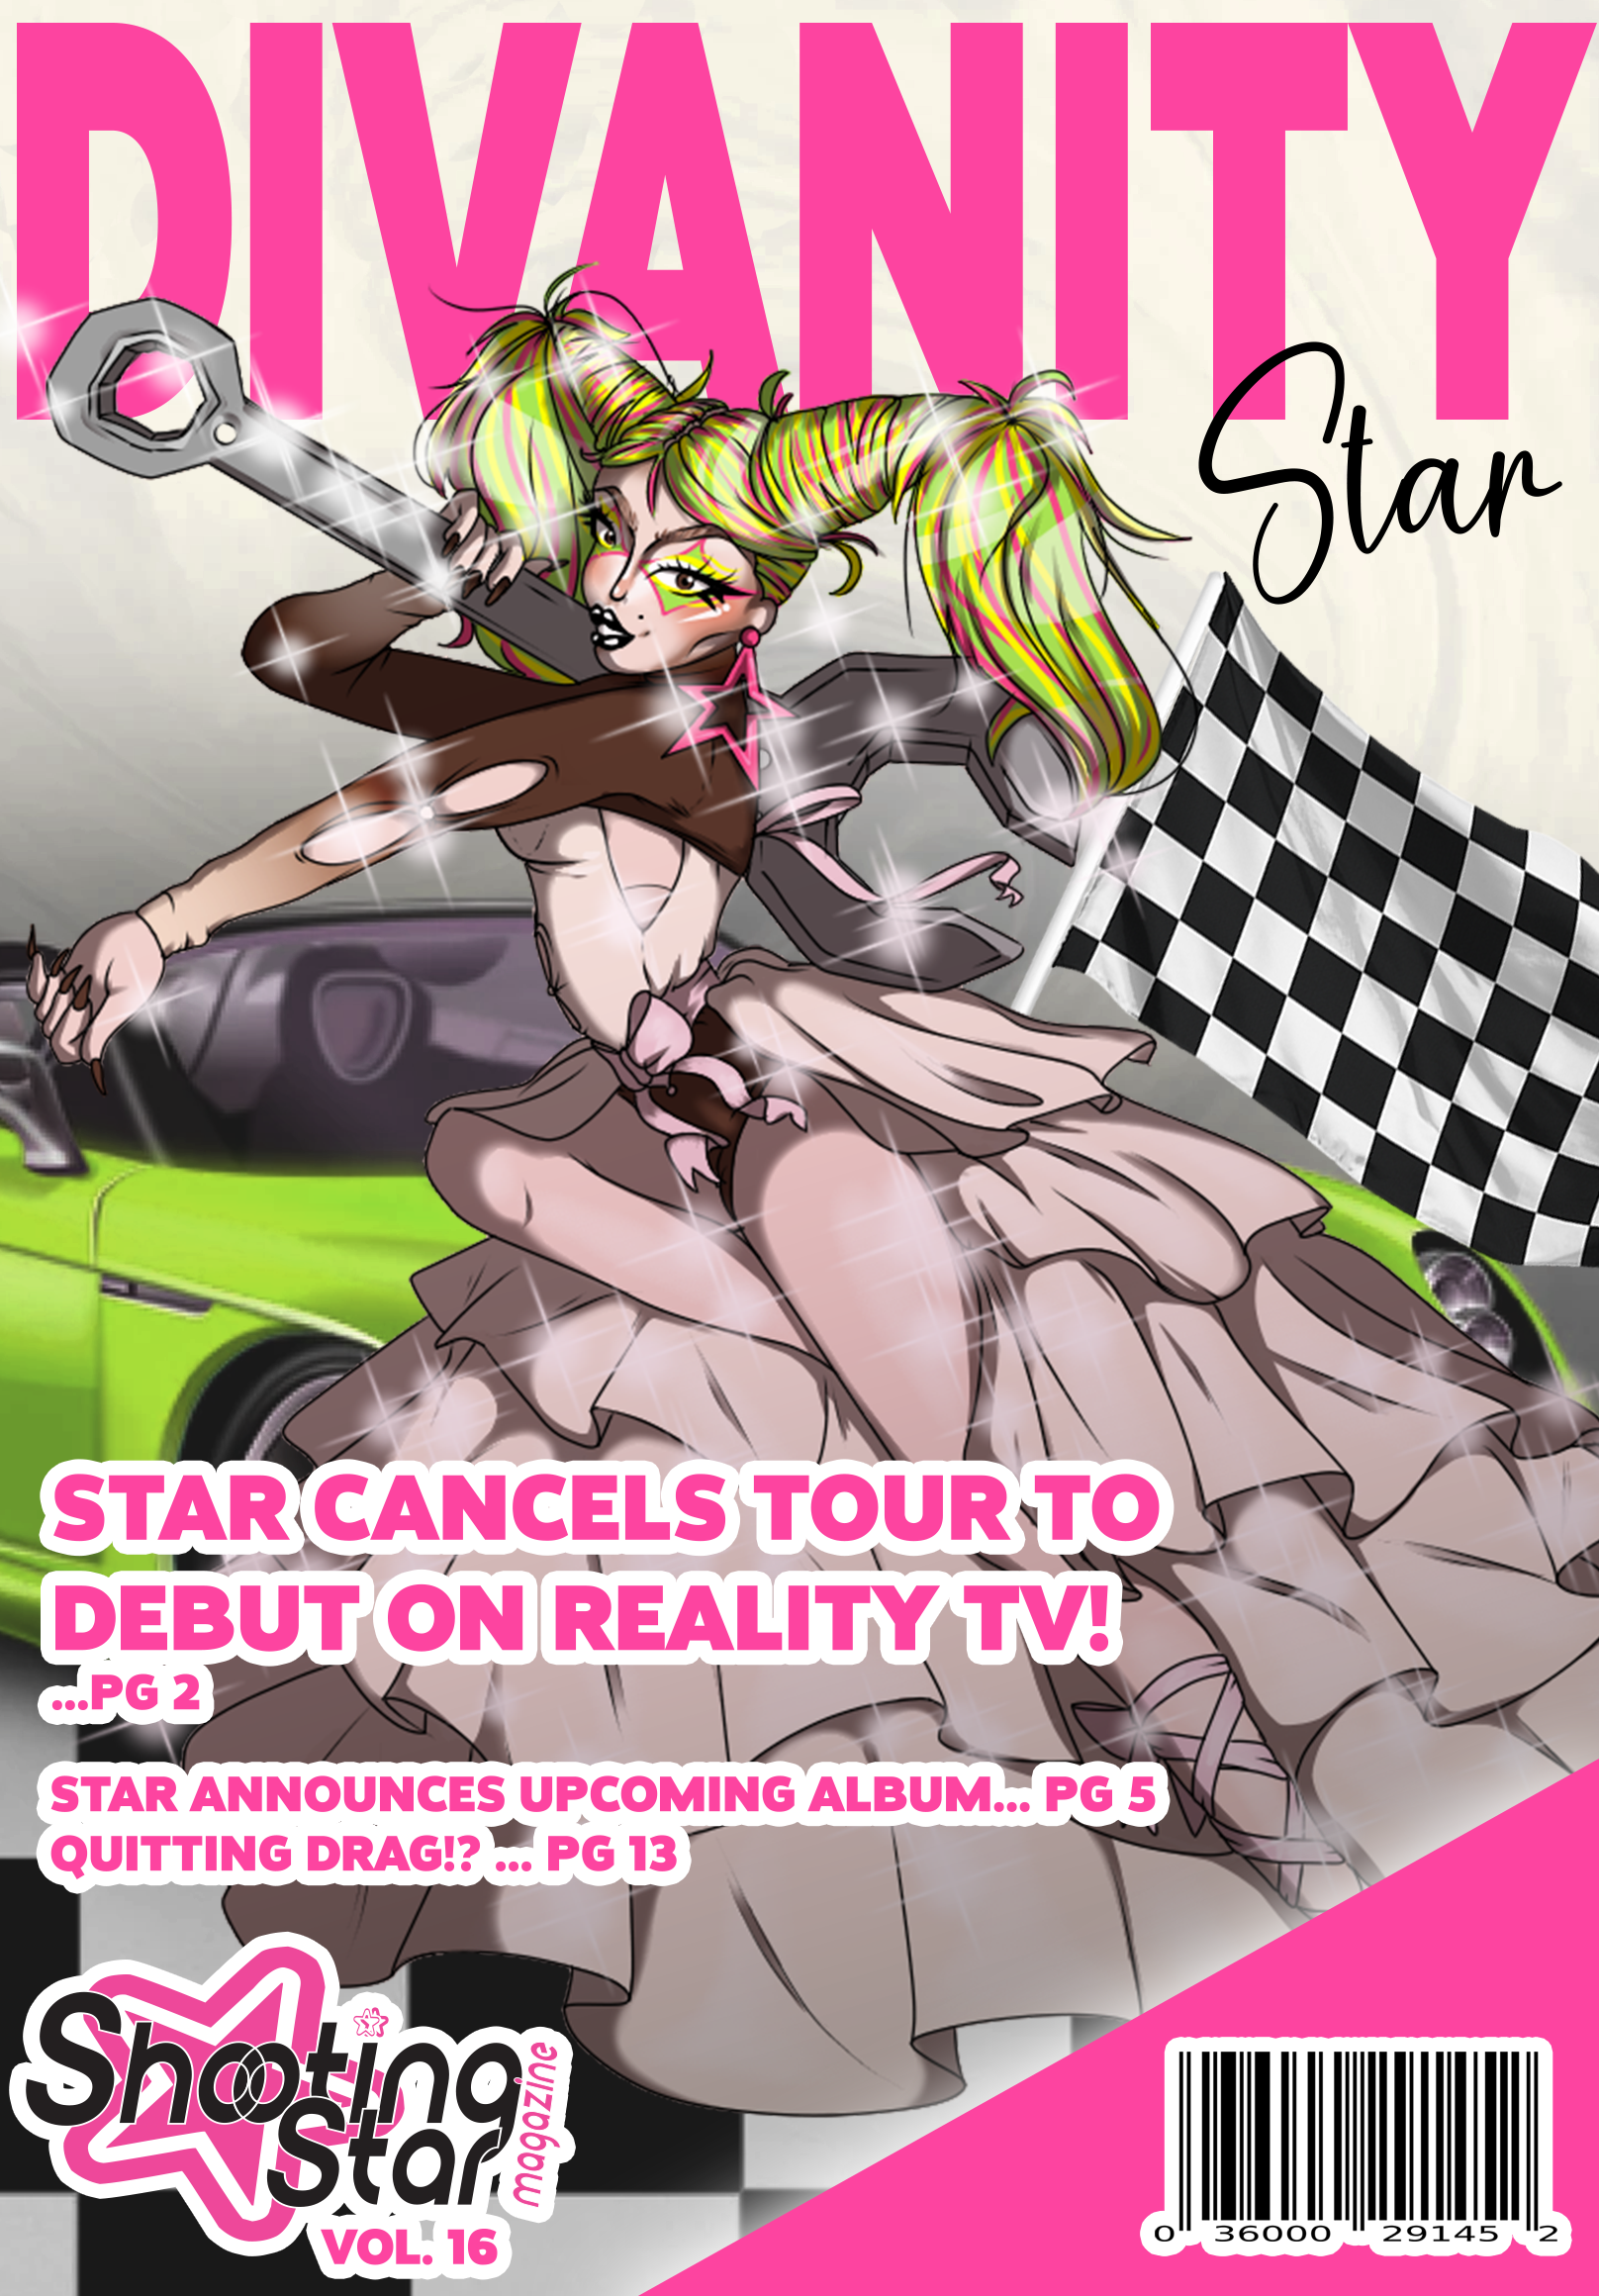 DIVANITY
Star
STAR CANCELS TOUR TO
DEBUT ON REALITY TV!
...PG 2
STAR ANNOUNCES UPCOMING ALBUM... PG 5
QUITTING DRAG!? ... PG 13
Shooting
Star
magazine
VOL. 16
0 36000 29145 2